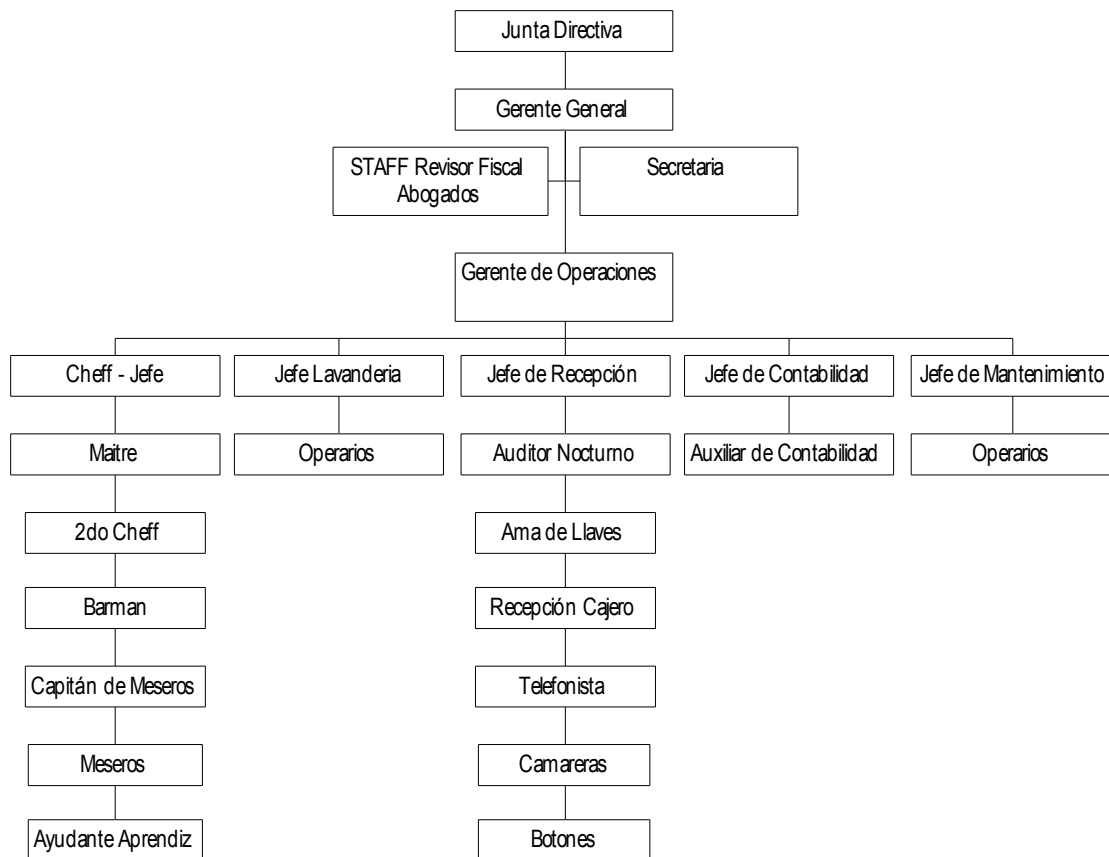 Junta Directiva
Gerente General
STAFF Revisor Fiscal
Abogados
Secretaria
Gerente de Operaciones
Cheff - Jefe
Jefe Lavanderia
Jefe de Recepción
Jefe de Contabilidad
Jefe de Mantenimiento
Maitre
Operarios
Auditor Nocturno
Auxiliar de Contabilidad
Operarios
2do Cheff
Ama de Llaves
Barman
Recepción Cajero
Capitán de Meseros
Telefonista
Meseros
Camareras
Ayudante Aprendiz
Botones